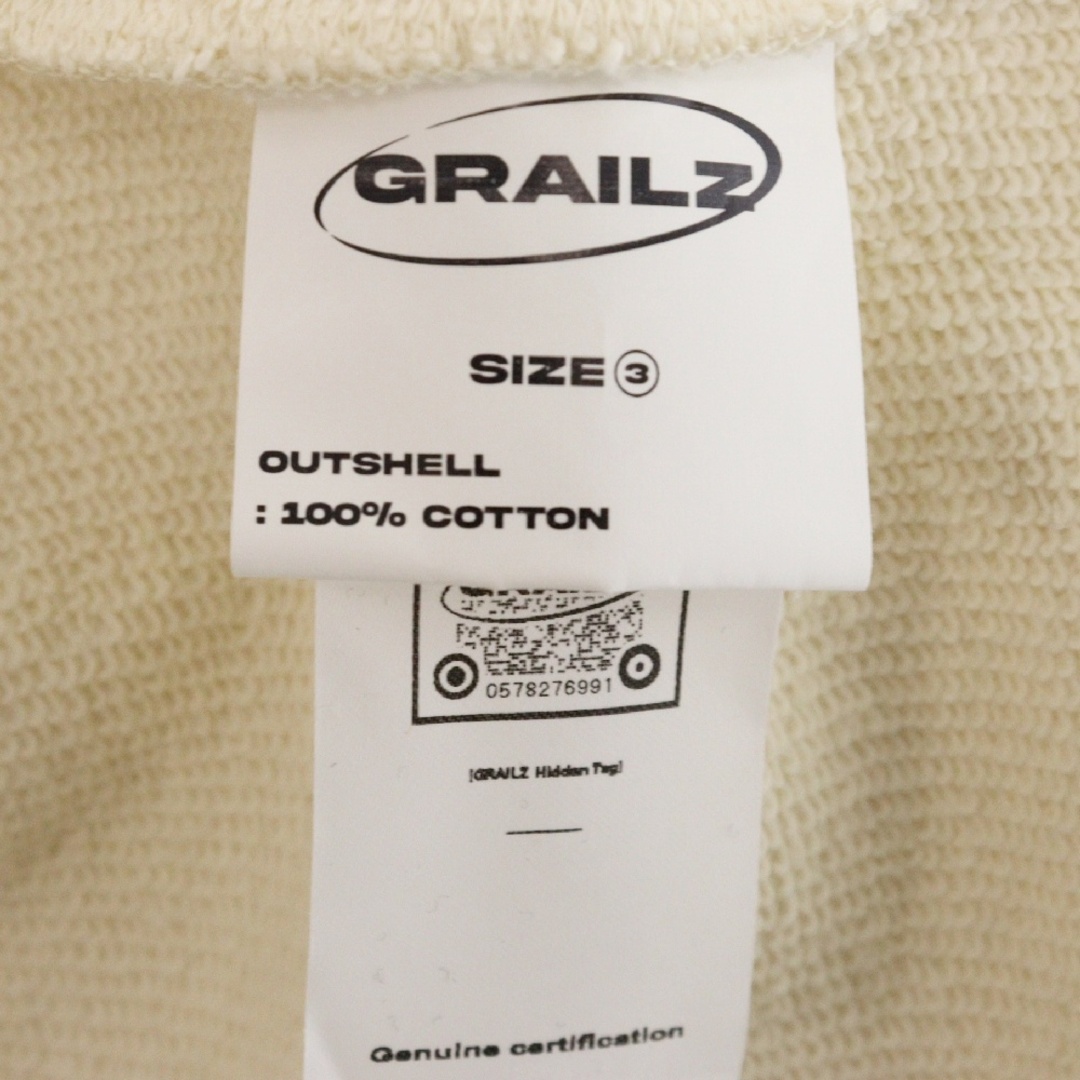 GRAILZ
SIZE 3
OUTSHELL
: 100% COTTON
0578276991
[GRAILZ Hidden Tag]
Genuine certification